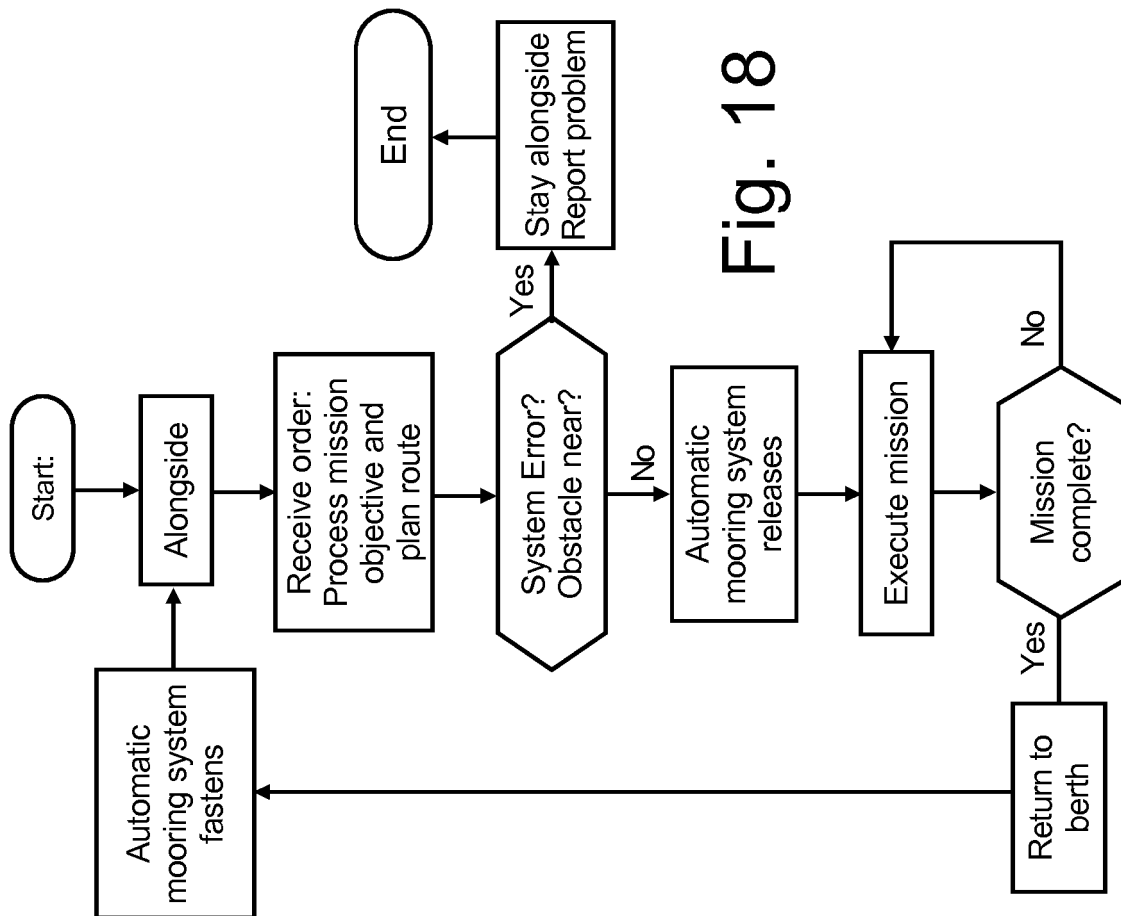 Start:
Alongside
Receive order:
Process mission
objective and
plan route
System Error?
Obstacle near?
Yes
Stay alongside
Report problem
End
No
Automatic
mooring system
releases
Execute mission
Mission
complete?
No
Yes
Return to
berth
Automatic
mooring system
fastens
Fig. 18